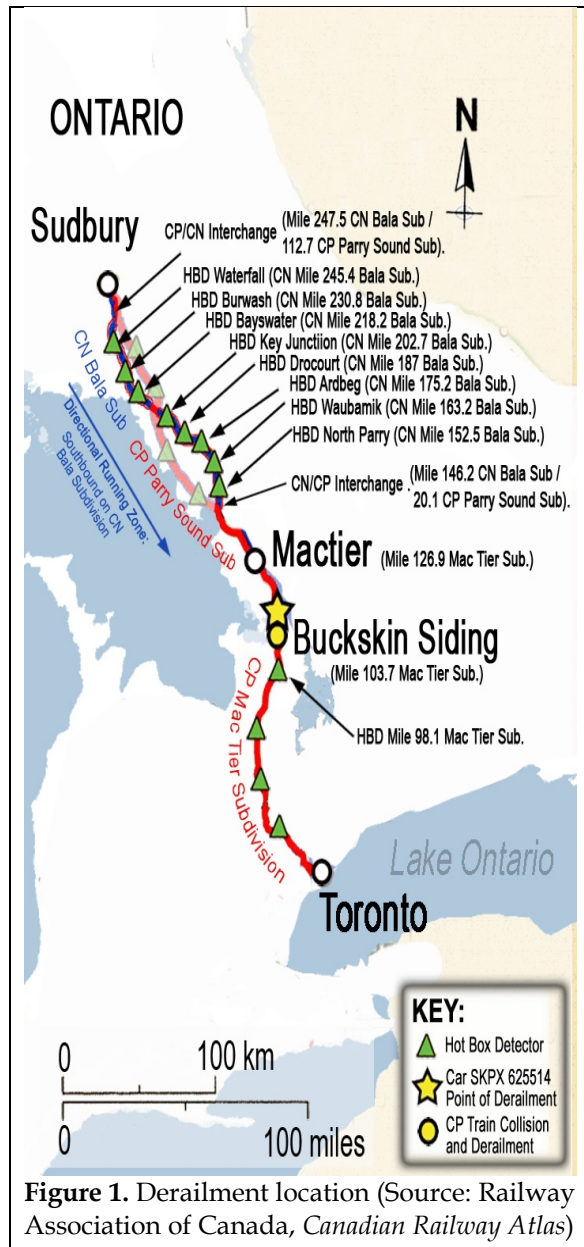 ONTARIO
N
Sudbury
CP/CN Interchange (Mile 247.5 CN Bala Sub /
112.7 CP Parry Sound Sub).
HBD Waterfall (CN Mile 245.4 Bala Sub.)
HBD Burwash (CN Mile 230.8 Bala Sub.)
HBD Bayswater (CN Mile 218.2 Bala Sub.)
HBD Key Junctiion (CN Mile 202.7 Bala Sub.)
HBD Drocourt (CN Mile 187 Bala Sub.)
HBD Ardbeg (CN Mile 175.2 Bala Sub.)
HBD Waubamik (CN Mile 163.2 Bala Sub.)
HBD North Parry (CN Mile 152.5 Bala Sub.)
CN/CP Interchange (Mile 146.2 CN Bala Sub /
20.1 CP Parry Sound Sub).
CN Bala Sub
Directional Running Zone:
Southbound on CN
Bala Subdivision
CP Parry Sound Sub
Mactier (Mile 126.9 Mac Tier Sub.)
Buckskin Siding
(Mile 103.7 Mac Tier Sub.)
HBD Mile 98.1 Mac Tier Sub.
CP Mac Tier Subdivision
Lake Ontario
Toronto
KEY:
Hot Box Detector
Car SKPX 625514
Point of Derailment
CP Train Collision
and Derailment
0 100 km
0 100 miles
Figure 1. Derailment location (Source: Railway
Association of Canada, Canadian Railway Atlas)